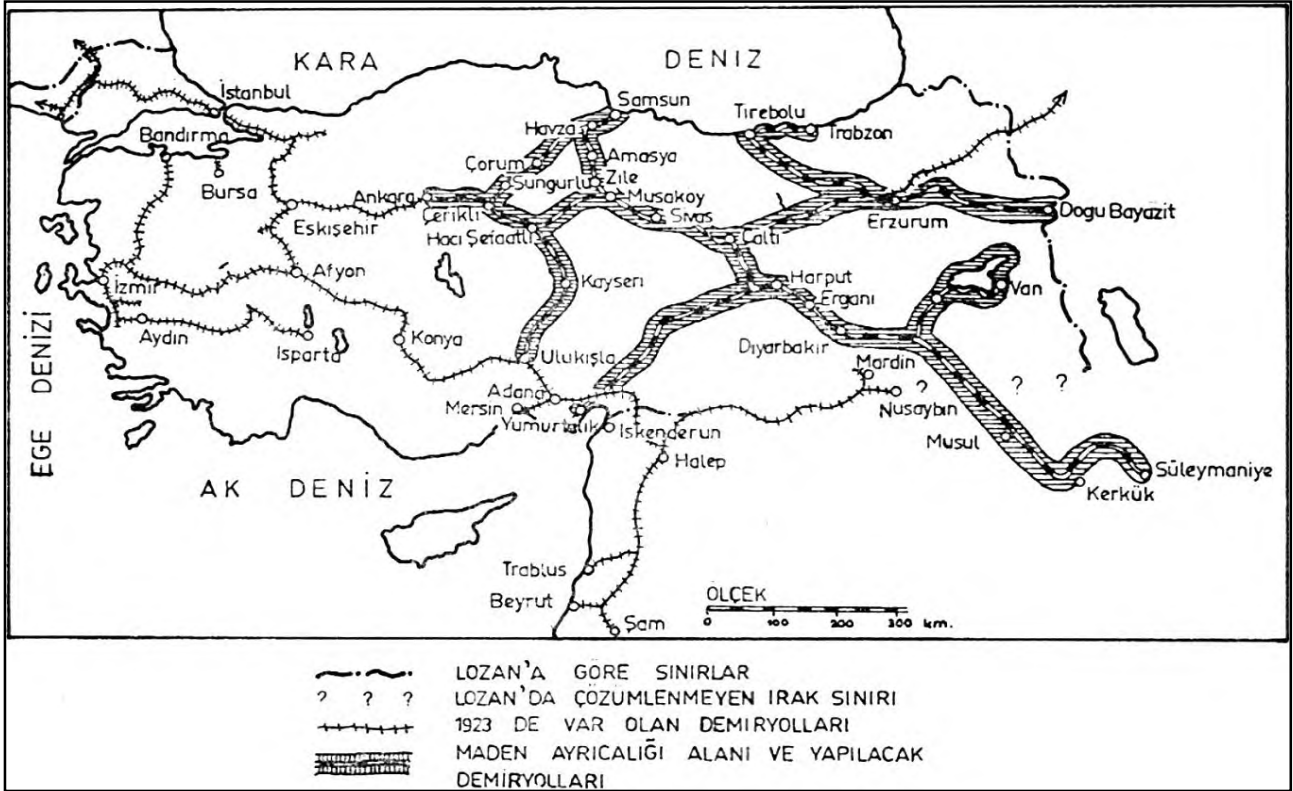 KARA DENİZ
İstanbul
Samsun
Tirebolu
Trabzon
Havza
Bandırma
Çorum
Amasya
Bursa
Sungurlu
Zile
Ankara
Musakoy
Çerikli
Sivas
Erzurum
Doğu Bayazıt
Eskişehir
Hacı Şefaatli
Çaltı
Afyon
Kayseri
Harput
Van
İzmir
Ergani
Aydın
Isparta
Konya
Ulukışla
Diyarbakir
Mardin
EGE DENİZİ
Adana
Mersin
Nusaybin
? ? ? ?
Yumurtalık
İskenderun
Musul
Halep
Süleymaniye
AK DENİZ
Kerkük
Trablus
Beyrut
Şam
ÖLÇEK
0 100 200 300 km.
LOZAN'A GÖRE SINIRLAR
? ? ? LOZAN'DA ÇÖZÜMLENMEYEN IRAK SINIRI
1923 DE VAR OLAN DEMİRYOLLARI
MADEN AYRICALIĞI ALANI VE YAPILACAK
DEMİRYOLLARI